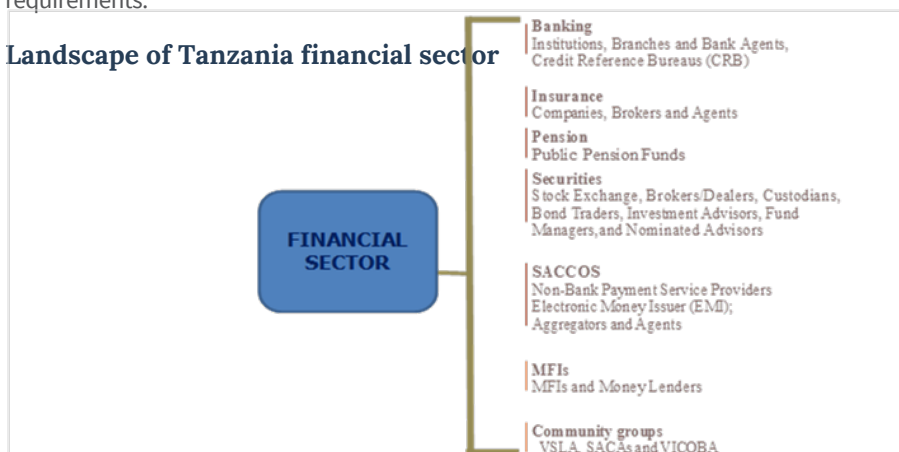 requirements.
Landscape of Tanzania financial sector
FINANCIAL
SECTOR
Banking
Institutions, Branches and Bank Agents,
Credit Reference Bureaus (CRB)
Insurance
Companies, Brokers and Agents
Pension
Public Pension Funds
Securities
Stock Exchange, Brokers/Dealers, Custodians,
Bond Traders, Investment Advisors, Fund
Managers, and Nominated Advisors
SACCOS
Non-Bank Payment Service Providers
Electronic Money Issuer (EMI);
Aggregators and Agents
MFIs
MFIs and Money Lenders
Community groups
VSLA, SACAs and VICOBA